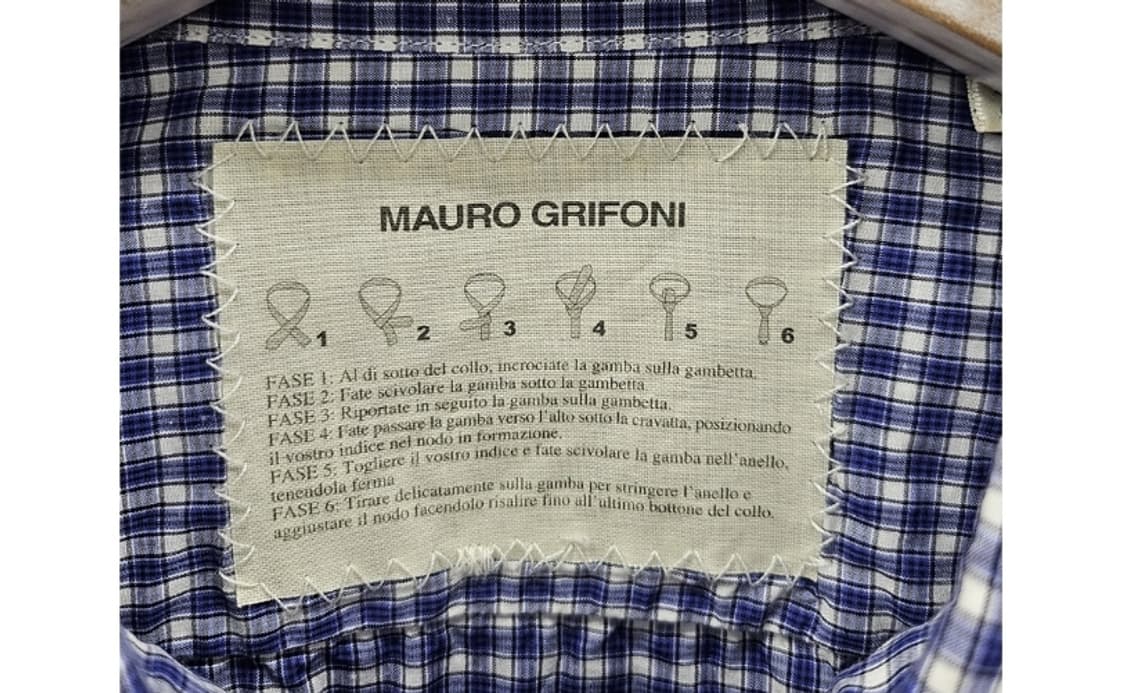 MAURO GRIFONI
1 2 3 4 5 6
FASE 1: Al di sotto del collo, incrociate la gamba sulla gambetta.
FASE 2: Fate scivolare la gamba sotto la gambetta
FASE 3: Riportate in seguito la gamba sulla gambetta.
FASE 4: Fate passare la gamba verso l'alto sotto la cravatta, posizionando
il vostro indice nel nodo in formazione.
FASE 5: Togliere il vostro indice e fate scivolare la gamba nell'anello,
tenendola ferma
FASE 6: Tirare delicatamente sulla gamba per stringere l'anello e
aggiustare il nodo facendolo risalire fino all'ultimo bottone del collo.